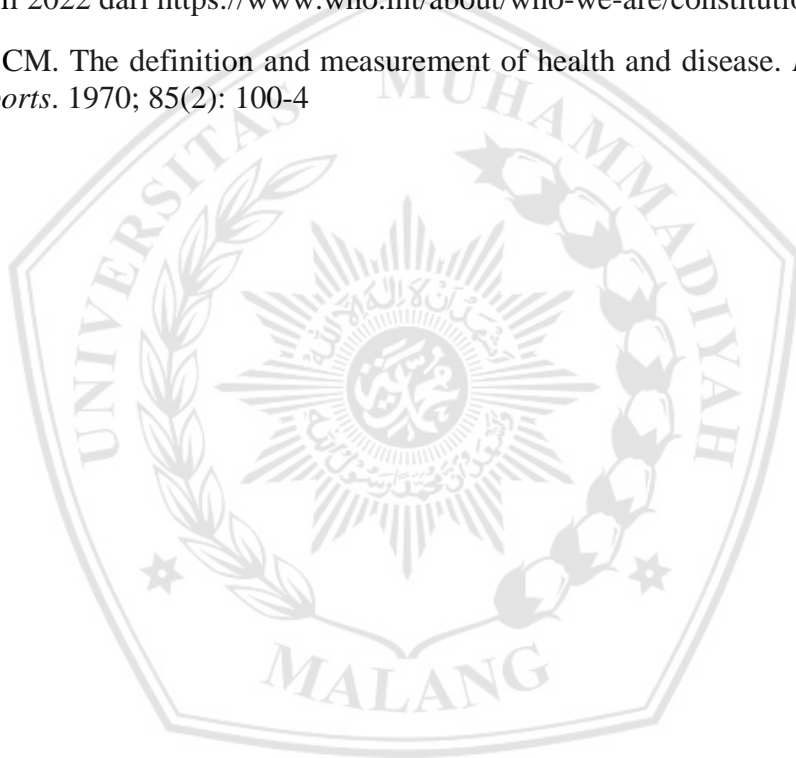 2022 dari https://www.who.int/about/who-we-are/constitutio
CM. The definition and measurement of health and disease.
orts. 1970; 85(2): 100-4
UNIVERSITAS MUHAMMADIYAH
MALANG